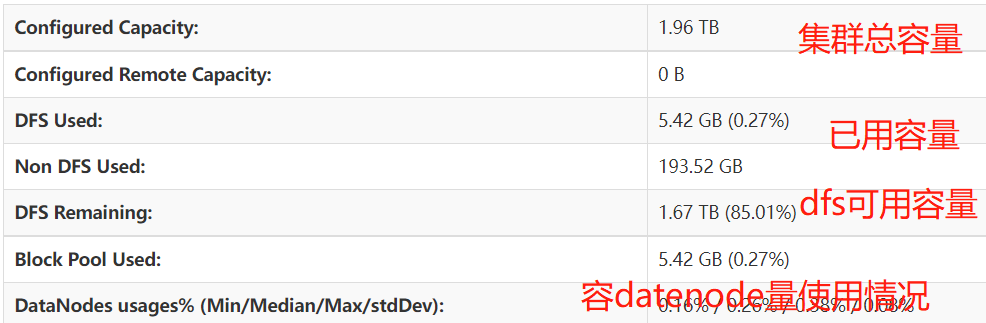 Configured Capacity: 1.96 TB 集群总容量
Configured Remote Capacity: 0 B
DFS Used: 5.42 GB (0.27%) 已用容量
Non DFS Used: 193.52 GB
DFS Remaining: 1.67 TB (85.01%) dfs可用容量
Block Pool Used: 5.42 GB (0.27%)
容datenode量使用情况
DataNodes usages% (Min/Median/Max/stdDev): 0.16% / 0.26% /